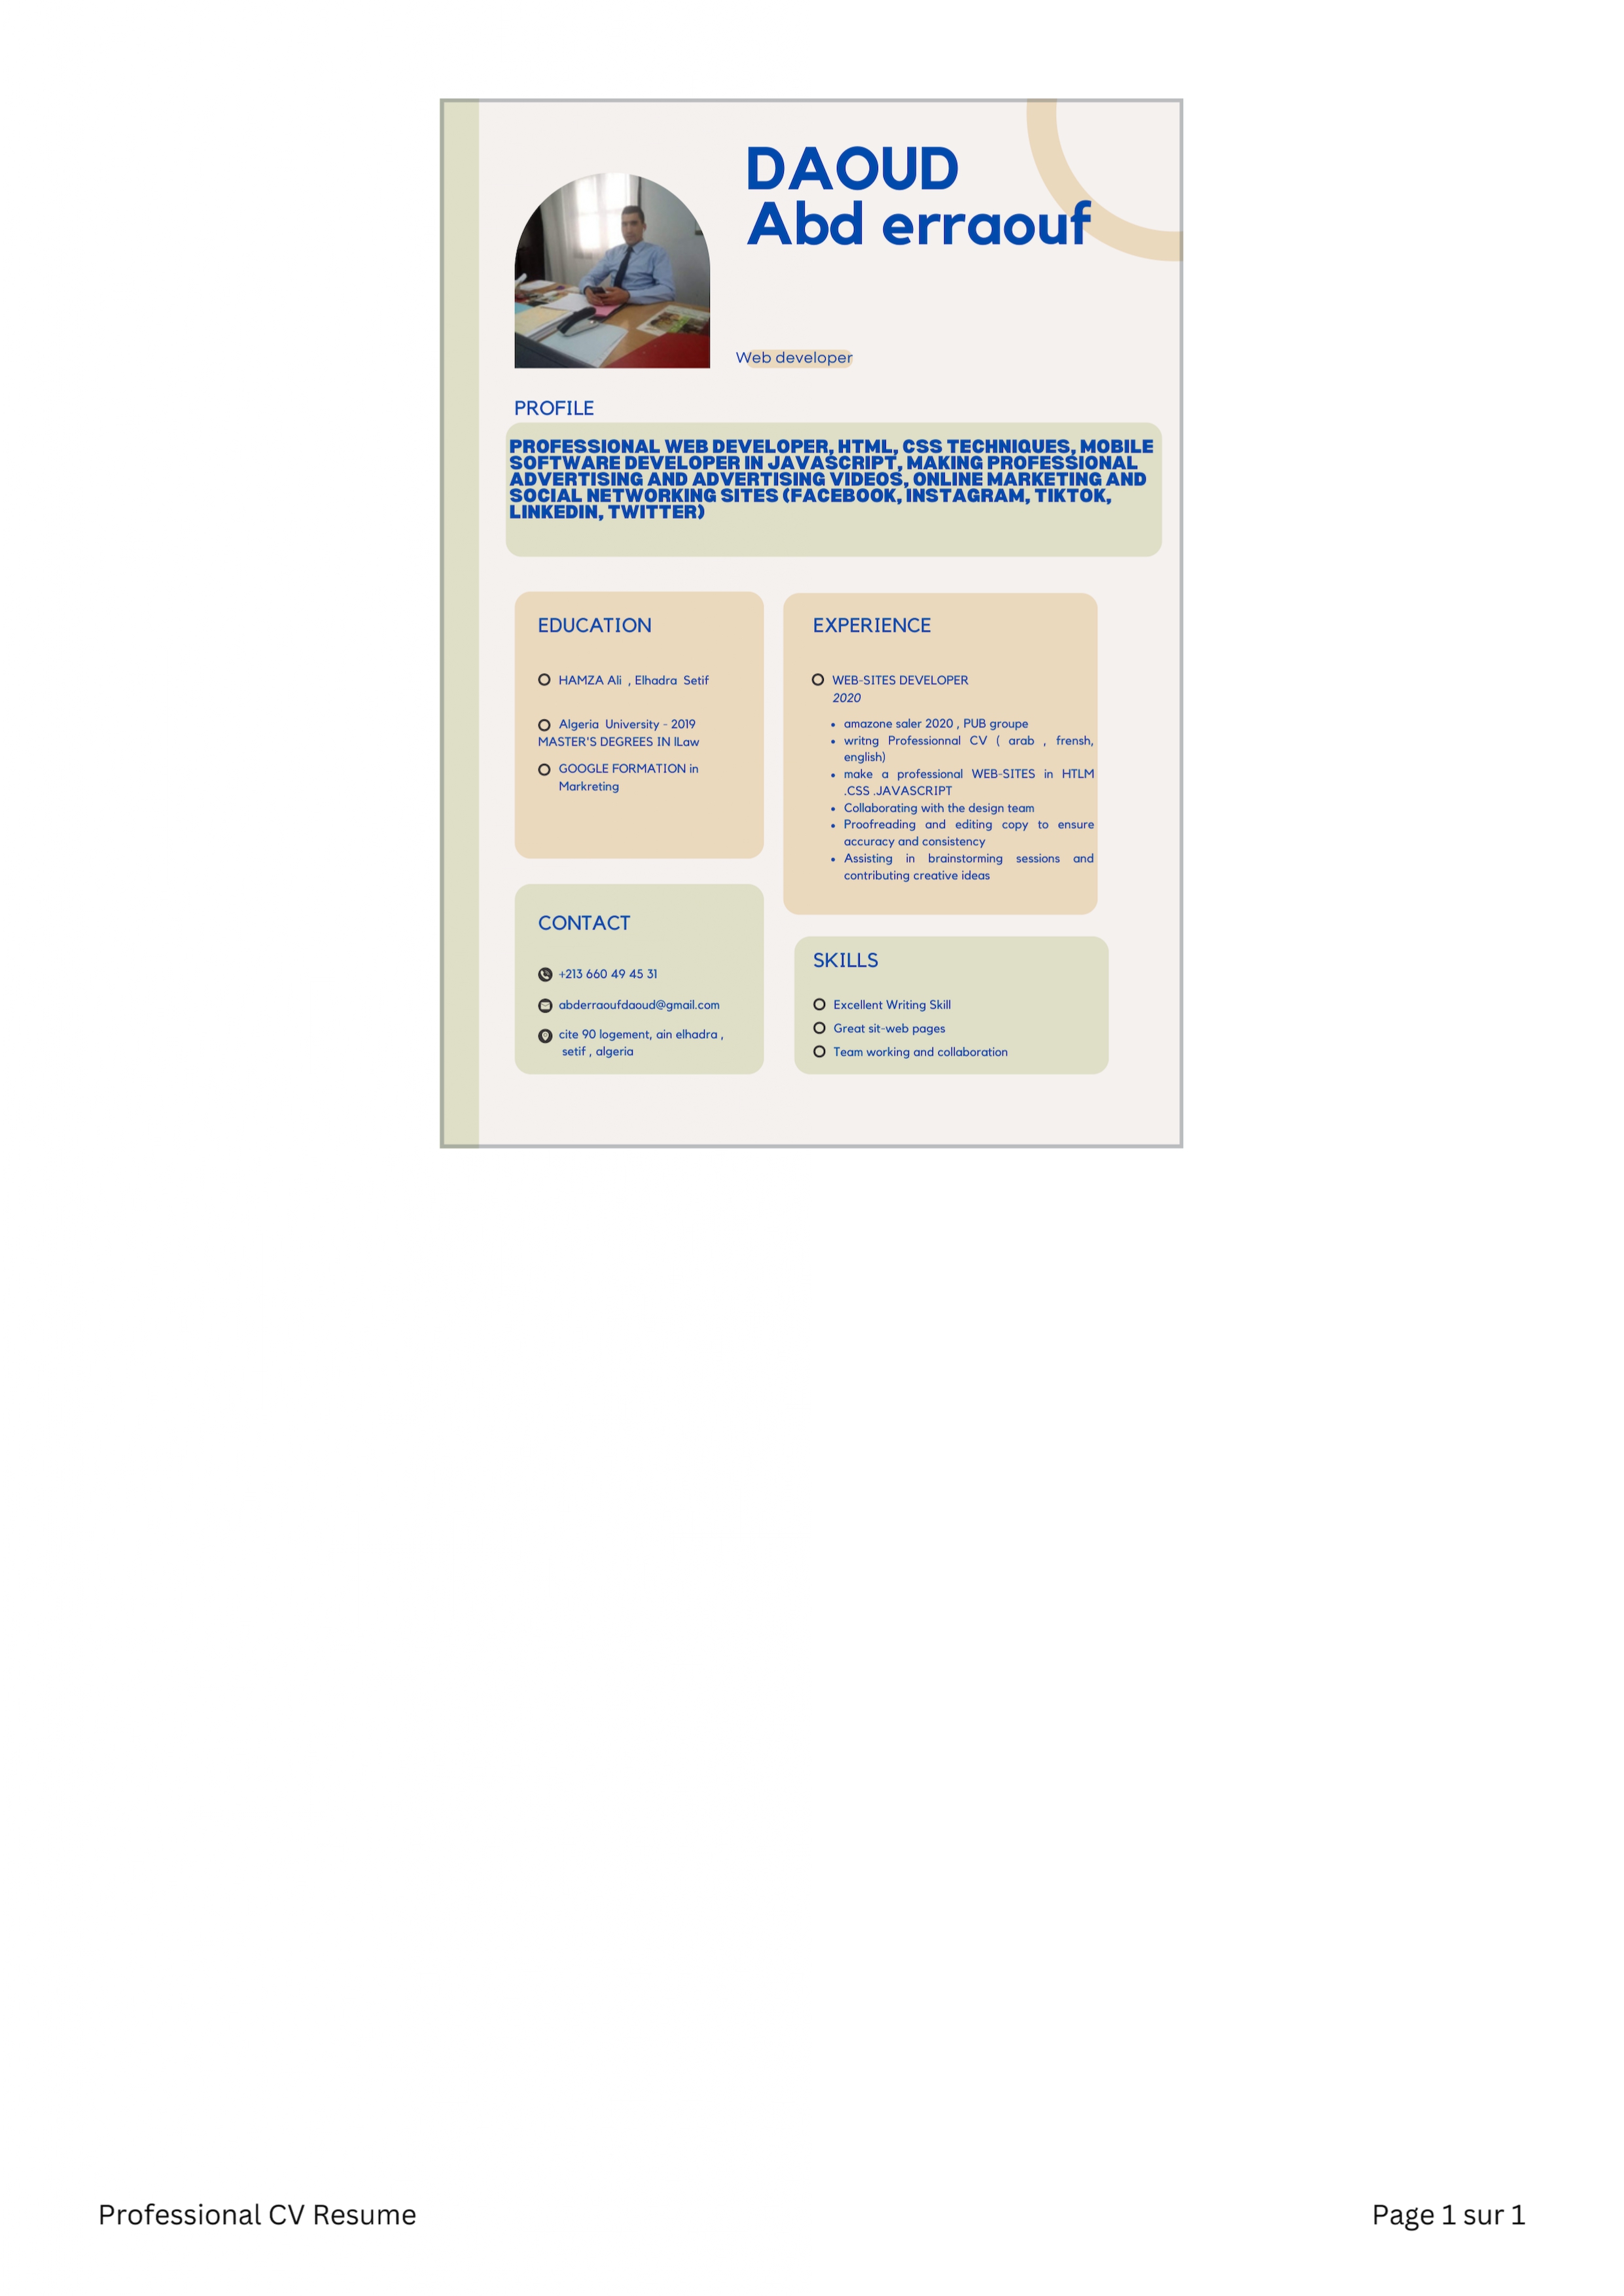 DAOUD
Abd erraouf
Web developer
PROFILE
PROFESSIONAL WEB DEVELOPER, HTML, CSS TECHNIQUES, MOBILE
SOFTWARE DEVELOPER IN JAVASCRIPT, MAKING PROFESSIONAL
ADVERTISING AND ADVERTISING VIDEOS, ONLINE MARKETING AND
SOCIAL NETWORKING SITES (FACEBOOK, INSTAGRAM, TIKTOK,
LINKEDIN, TWITTER)
EDUCATION
HAMZA Ali , Elhadra Setif
Algeria University - 2019
MASTER'S DEGREES IN lLaw
GOOGLE FORMATION in
Markreting
EXPERIENCE
WEB-SITES DEVELOPER
2020
• amazone saler 2020 , PUB groupe
• writng Professionnal CV ( arab , frensh,
english)
• make a professional WEB-SITES in HTLM
.CSS .JAVASCRIPT
• Collaborating with the design team
• Proofreading and editing copy to ensure
accuracy and consistency
• Assisting in brainstorming sessions and
contributing creative ideas
CONTACT
+213 660 49 45 31
abderraoufdaoud@gmail.com
cite 90 logement, ain elhadra ,
setif , algeria
SKILLS
Excellent Writing Skill
Great sit-web pages
Team working and collaboration
Professional CV Resume
Page 1 sur 1